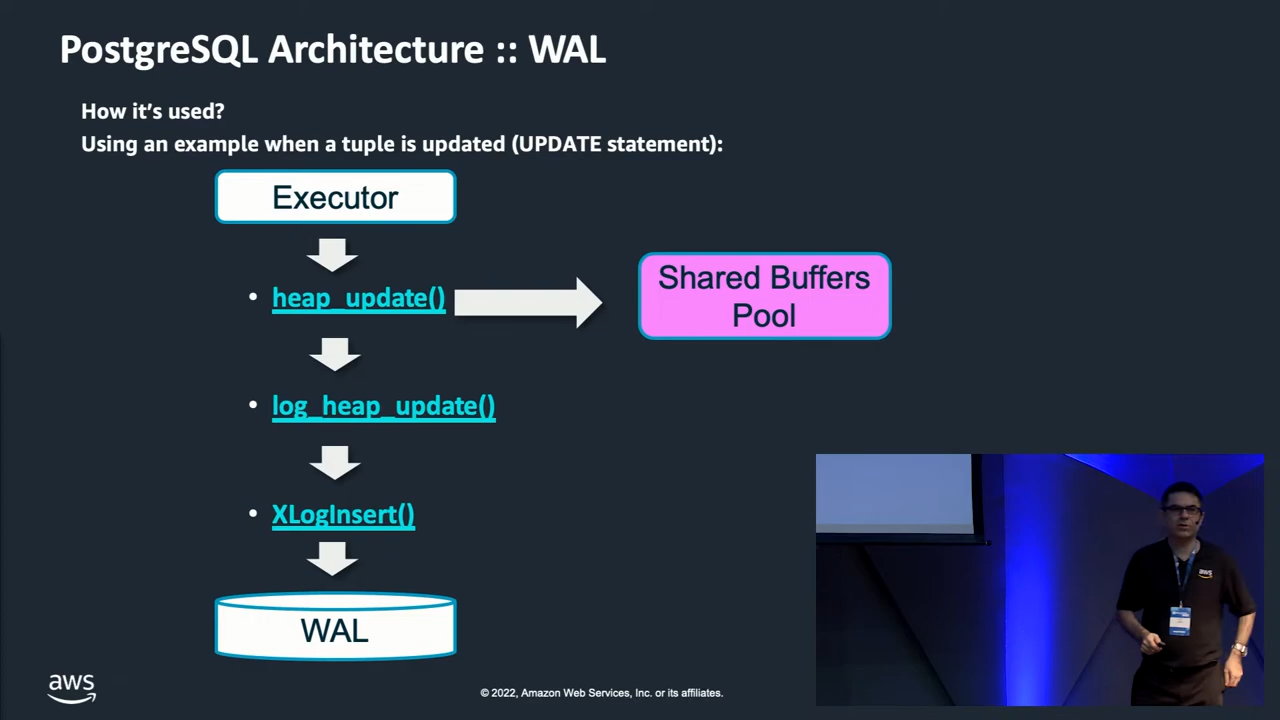 PostgreSQL Architecture :: WAL
How it's used?
Using an example when a tuple is updated (UPDATE statement):
Executor
• heap_update()
Shared Buffers
Pool
• log_heap_update()
• XLogInsert()
WAL
aws
aws
© 2022, Amazon Web Services, Inc. or its affiliates.